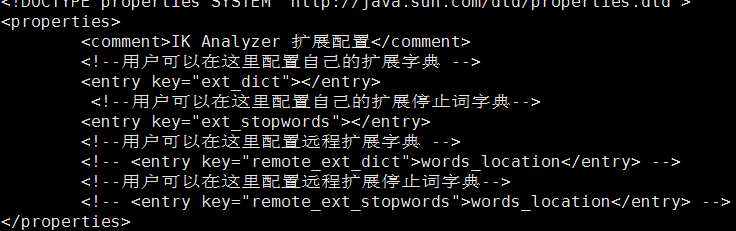 <!DOCTYPE properties SYSTEM "http://java.sun.com/dtd/properties.dtd">
<properties>
        <comment>IK Analyzer 扩展配置</comment>
        <!--用户可以在这里配置自己的扩展字典 -->
        <entry key="ext_dict"></entry>
         <!--用户可以在这里配置自己的扩展停止词字典-->
        <entry key="ext_stopwords"></entry>
        <!--用户可以在这里配置远程扩展字典 -->
        <!-- <entry key="remote_ext_dict">words_location</entry> -->
        <!--用户可以在这里配置远程扩展停止词字典-->
        <!-- <entry key="remote_ext_stopwords">words_location</entry> -->
</properties>